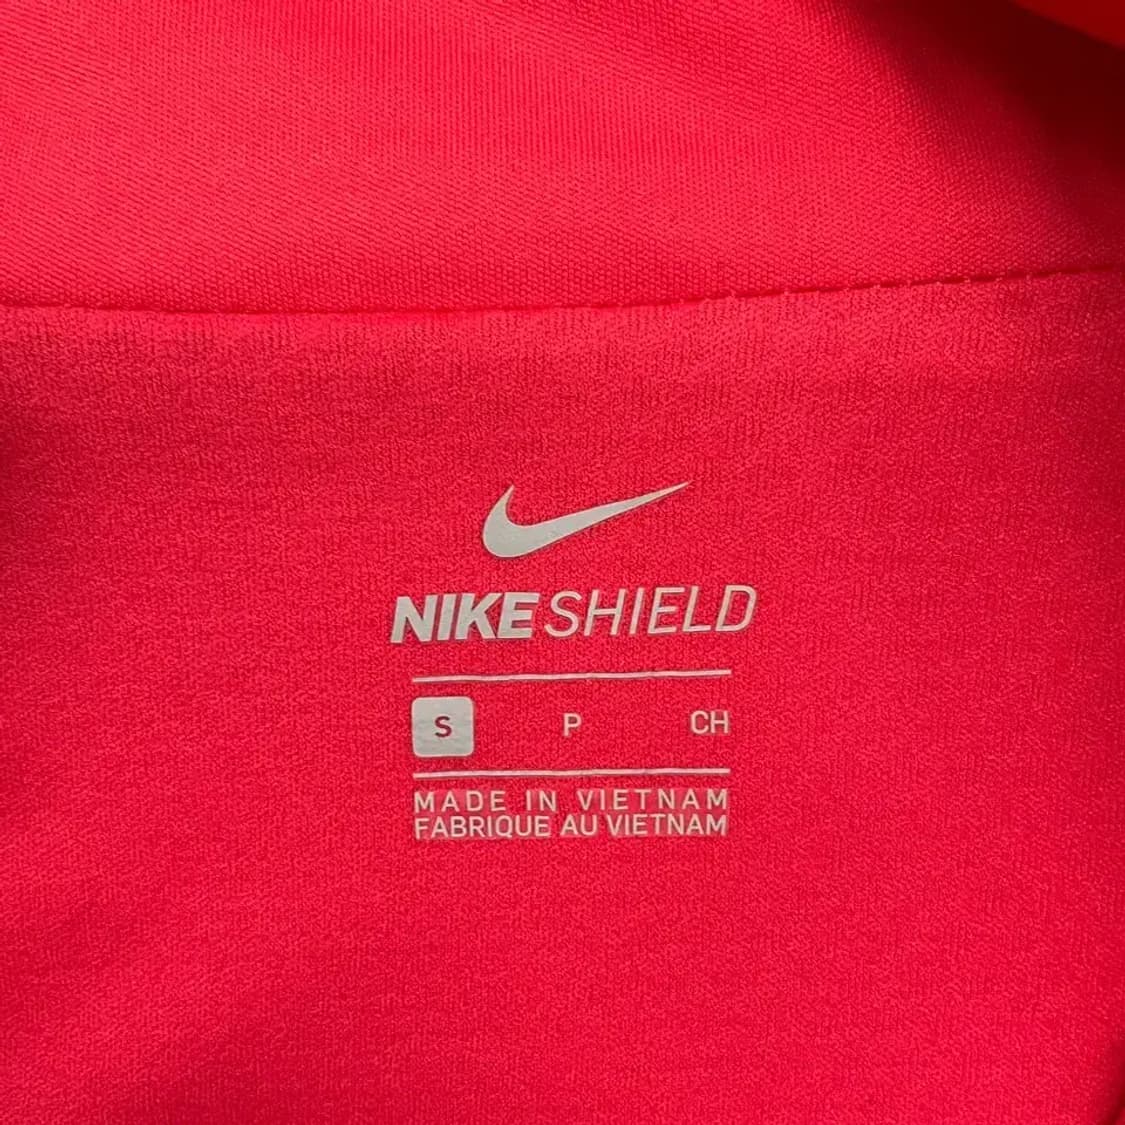 NIKE SHIELD
S P CH
MADE IN VIETNAM
FABRIQUE AU VIETNAM